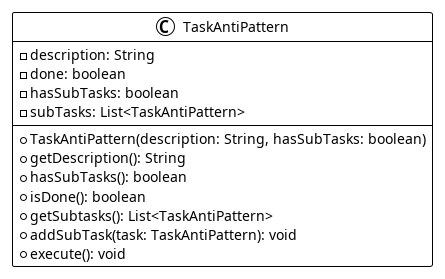 C TaskAntiPattern
description: String
done: boolean
hasSubTasks: boolean
subTasks: List<TaskAntiPattern>
TaskAntiPattern(description: String, hasSubTasks: boolean)
getDescription(): String
hasSubTasks(): boolean
isDone(): boolean
getSubtasks(): List<TaskAntiPattern>
addSubTask(task: TaskAntiPattern): void
execute(): void